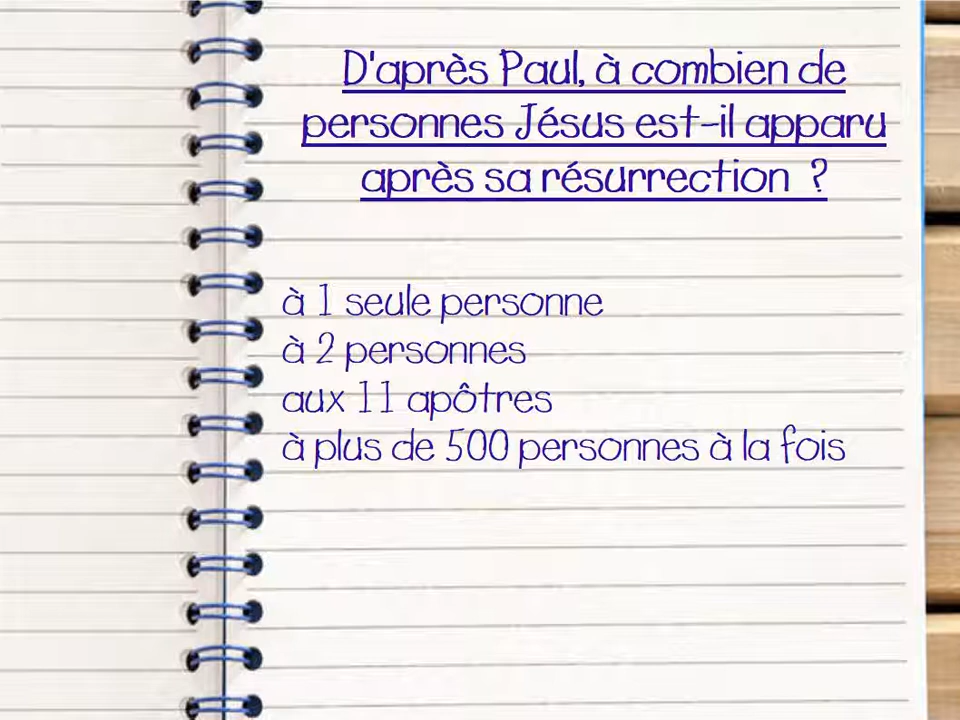 D'après Paul, à combien de
personnes Jésus est-il apparu
après sa résurrection ?
à 1 seule personne
à 2 personnes
aux 11 apôtres
à plus de 500 personnes à la fois